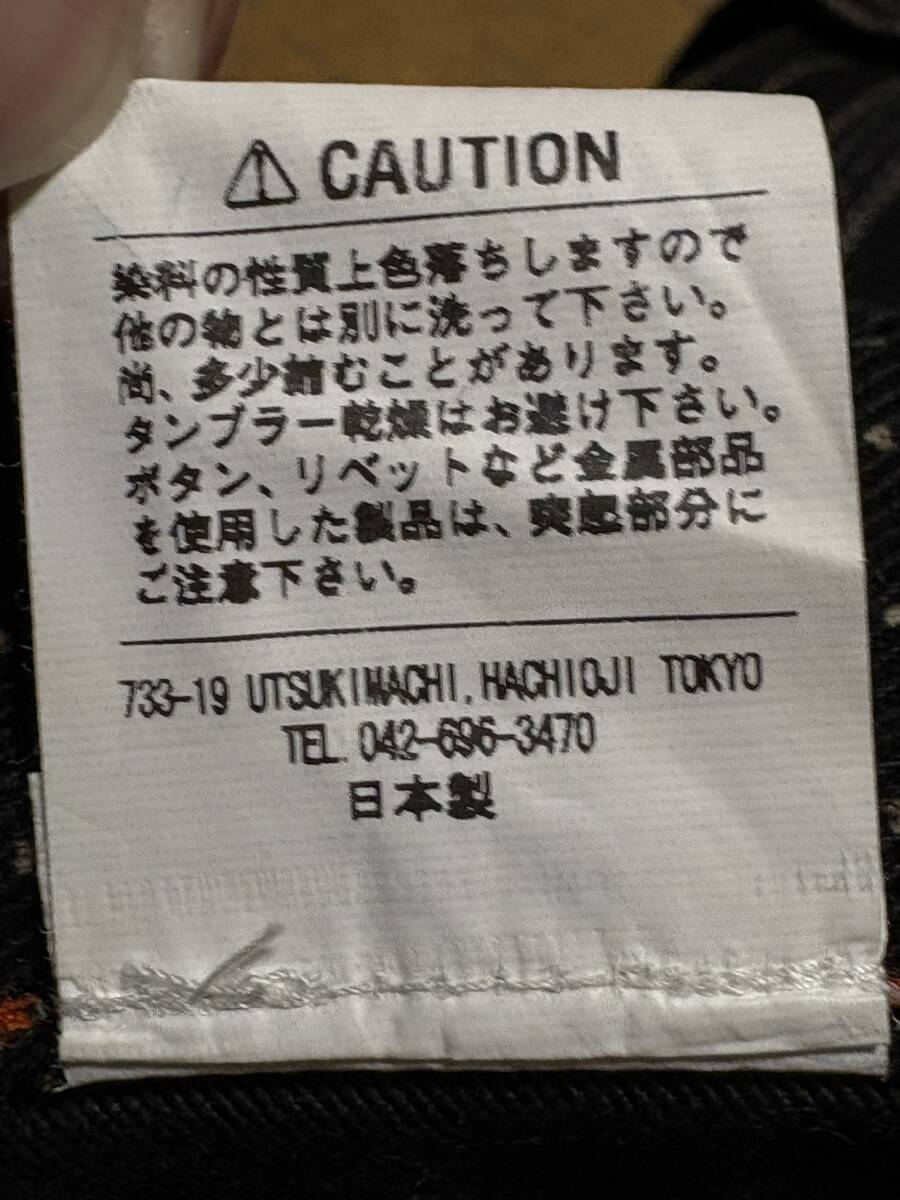 ⚠ CAUTION
染料の性質上色落ちしますので
他の物とは別に洗って下さい。
尚、多少縮むことがあります。
タンブラー乾燥はお避け下さい。
ボタン、リベットなど金属部品
を使用した製品は、突起部分に
ご注意下さい。
733-19 UTSUKIMACHI, HACHIOJI TOKYO
TEL. 042-696-3470
日本製